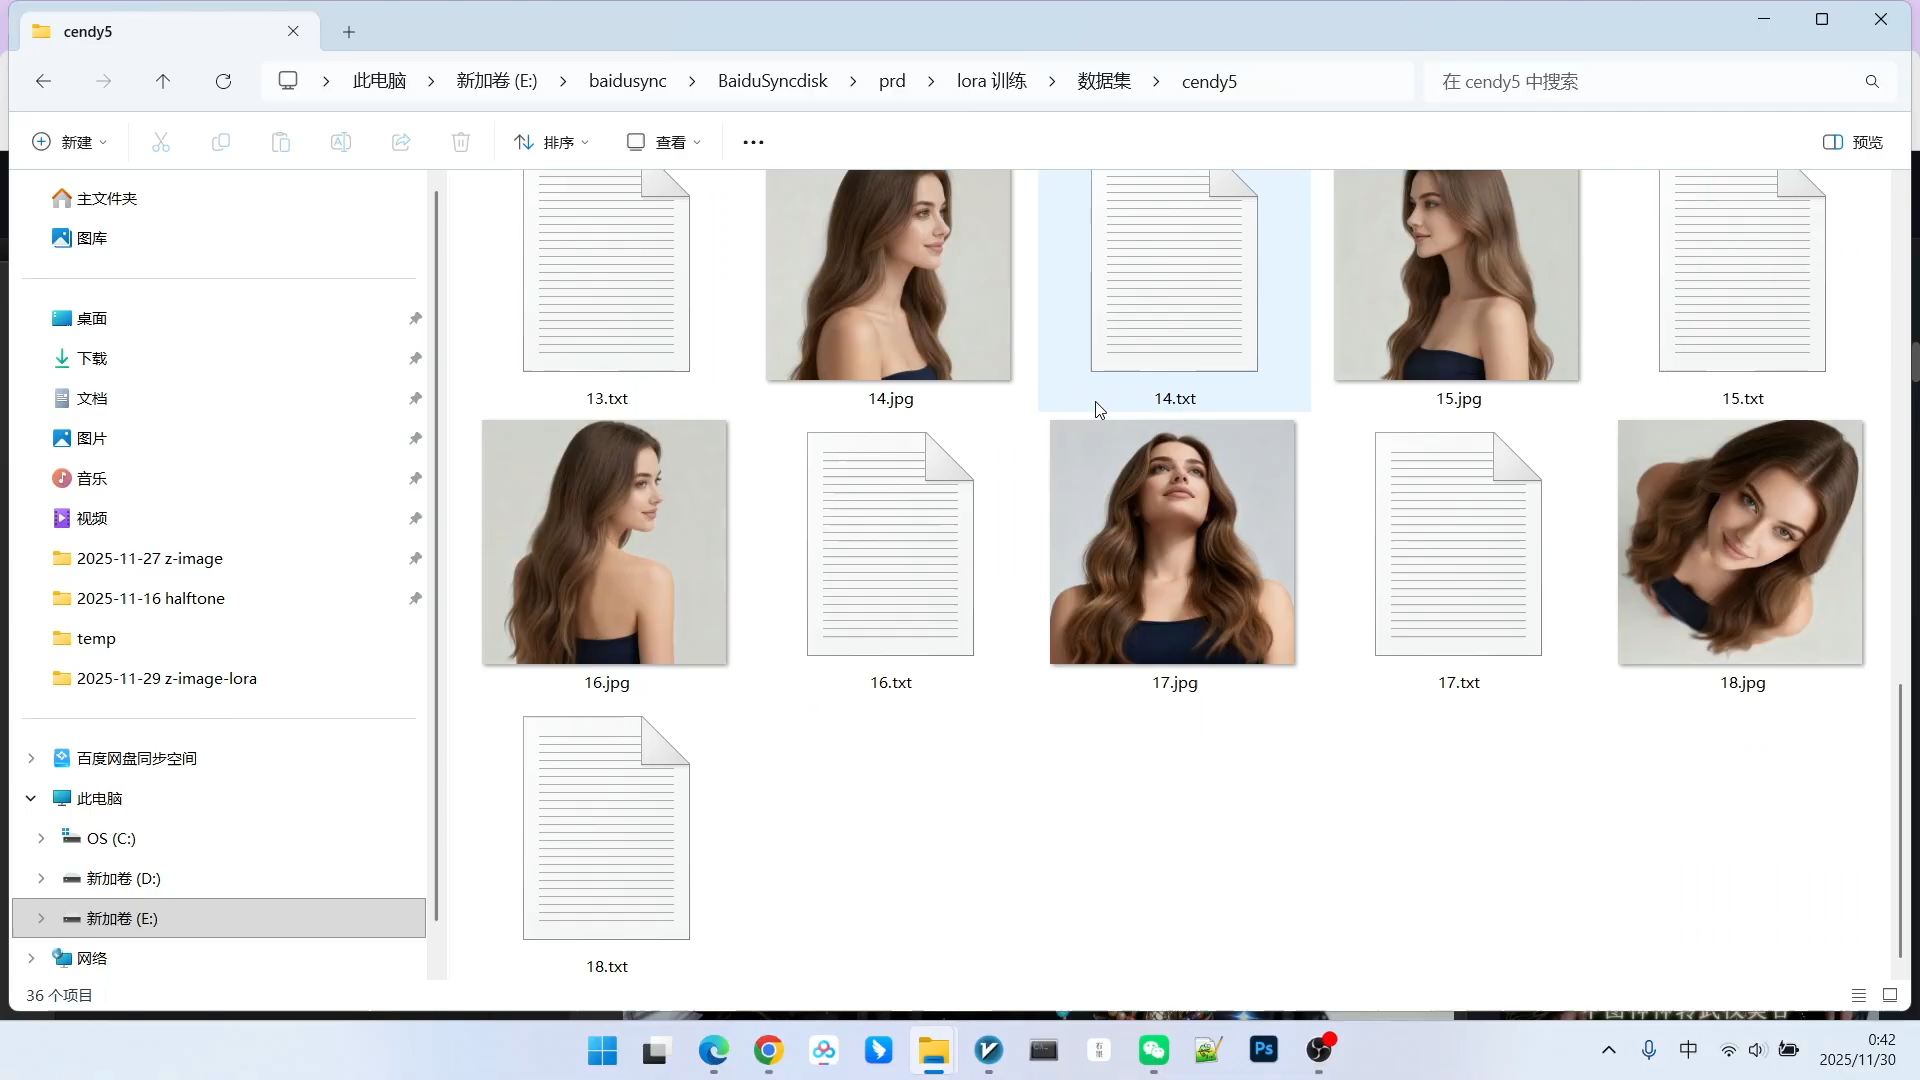 cendy5
此电脑 新加卷 (E:) baidusync BaiduSyncdisk prd lora 训练 数据集 cendy5
在 cendy5 中搜索
新建 排序 查看 预览
主文件夹
图库
桌面
下载
文档
图片
音乐
视频
2025-11-27 z-image
2025-11-16 halftone
temp
2025-11-29 z-image-lora
百度网盘同步空间
此电脑
OS (C:)
新加卷 (D:)
新加卷 (E:)
网络
13.txt 14.jpg 14.txt 15.jpg 15.txt
16.jpg 16.txt 17.jpg 17.txt 18.jpg
18.txt
36 个项目
Ps
中
0:42
2025/11/30